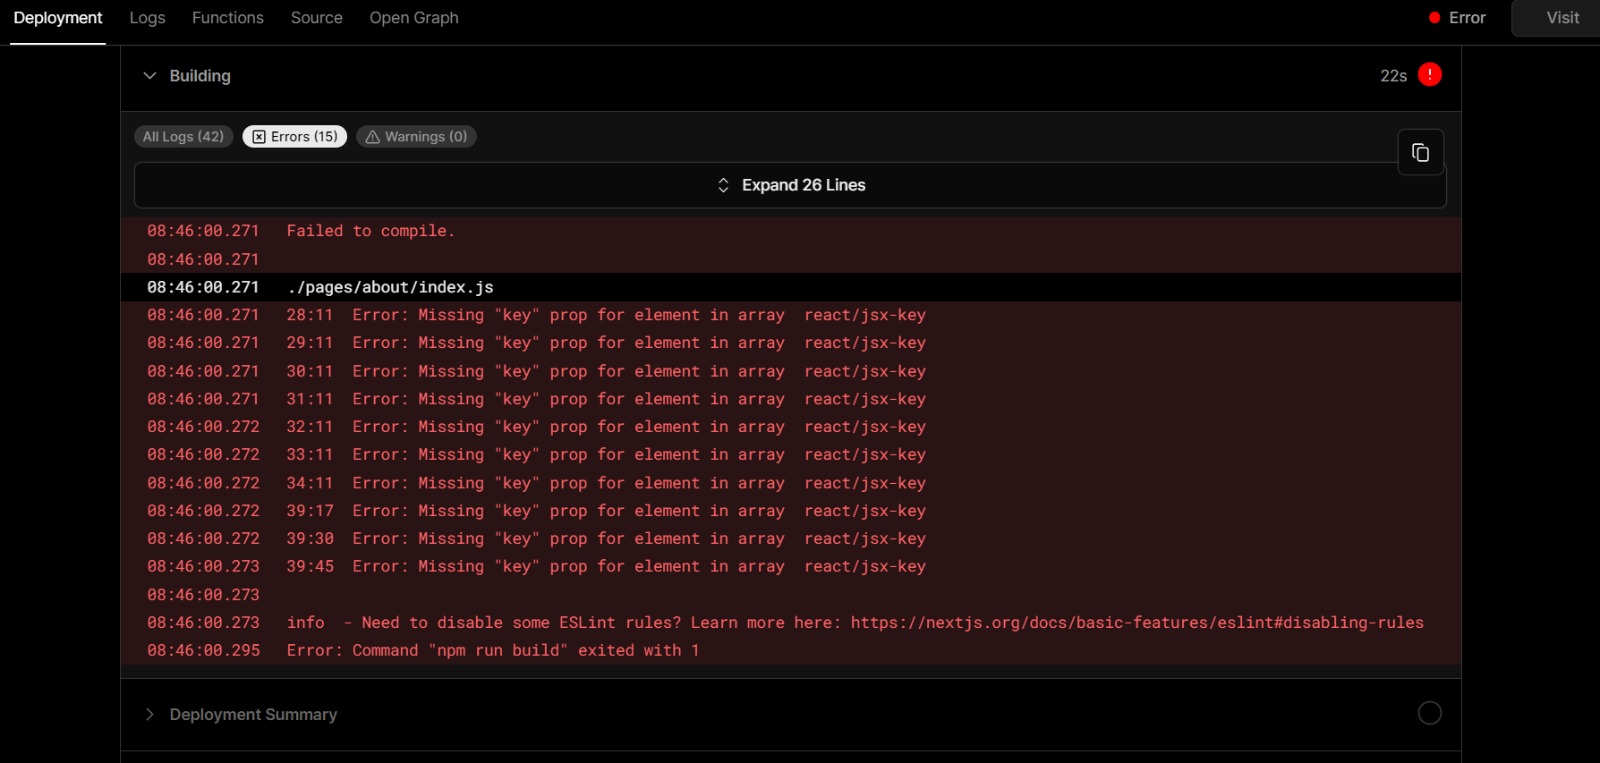 Deployment Logs Functions Source Open Graph Error Visit
Building 22s
All Logs (42) Errors (15) Warnings (0)
Expand 26 Lines
08:46:00.271 Failed to compile.
08:46:00.271
08:46:00.271 ./pages/about/index.js
08:46:00.271 28:11 Error: Missing "key" prop for element in array react/jsx-key
08:46:00.271 29:11 Error: Missing "key" prop for element in array react/jsx-key
08:46:00.271 30:11 Error: Missing "key" prop for element in array react/jsx-key
08:46:00.271 31:11 Error: Missing "key" prop for element in array react/jsx-key
08:46:00.272 32:11 Error: Missing "key" prop for element in array react/jsx-key
08:46:00.272 33:11 Error: Missing "key" prop for element in array react/jsx-key
08:46:00.272 34:11 Error: Missing "key" prop for element in array react/jsx-key
08:46:00.272 39:17 Error: Missing "key" prop for element in array react/jsx-key
08:46:00.272 39:30 Error: Missing "key" prop for element in array react/jsx-key
08:46:00.273 39:45 Error: Missing "key" prop for element in array react/jsx-key
08:46:00.273
08:46:00.273 info - Need to disable some ESLint rules? Learn more here: https://nextjs.org/docs/basic-features/eslint#disabling-rules
08:46:00.295 Error: Command "npm run build" exited with 1
Deployment Summary